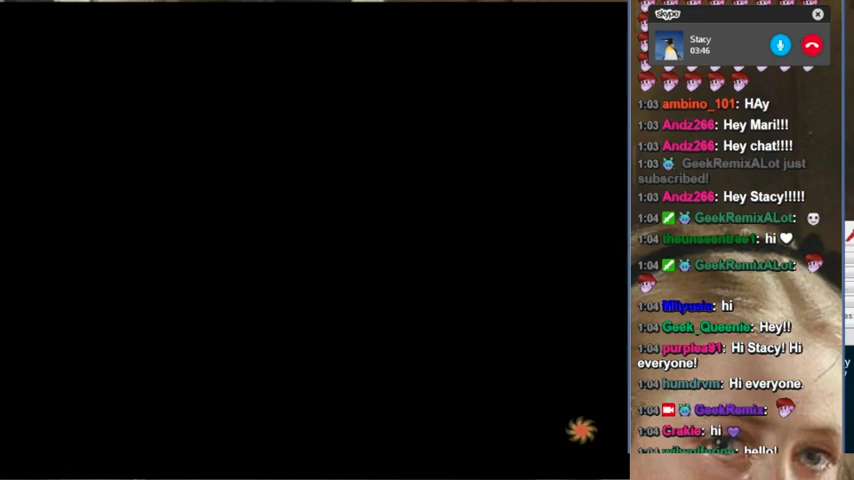 skype
Stacy
03:46
1:03 ambino_101: HAy
1:03 Andz266: Hey Mari!!!
1:03 Andz266: Hey chat!!!!
1:03 GeekRemixALot just
subscribed!
1:03 Andz266: Hey Stacy!!!!!
1:04 GeekRemixALot:
1:04 theunseentree1: hi
1:04 GeekRemixALot:
1:04 hi
1:04 Geek_Queenie: Hey!!
1:04 purplea91: Hi Stacy! Hi
everyone!
1:04 humdrvm: Hi everyone
1:04 GeekRemix:
1:04 Crakie: hi
1:04 hello!